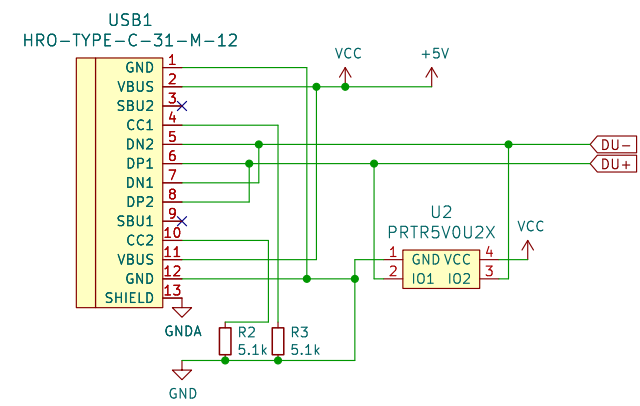 USB1
HRO-TYPE-C-31-M-12
GND 1
VBUS 2
SBU2 3
CC1 4
DN2 5
DP1 6
DN1 7
DP2 8
SBU1 9
CC2 10
VBUS 11
GND 12
SHIELD 13
GNDA
VCC
+5V
DU-
DU+
U2
PRTR5V0U2X
VCC
1 GND VCC 4
2 IO1 IO2 3
R2
5.1k
R3
5.1k
GND